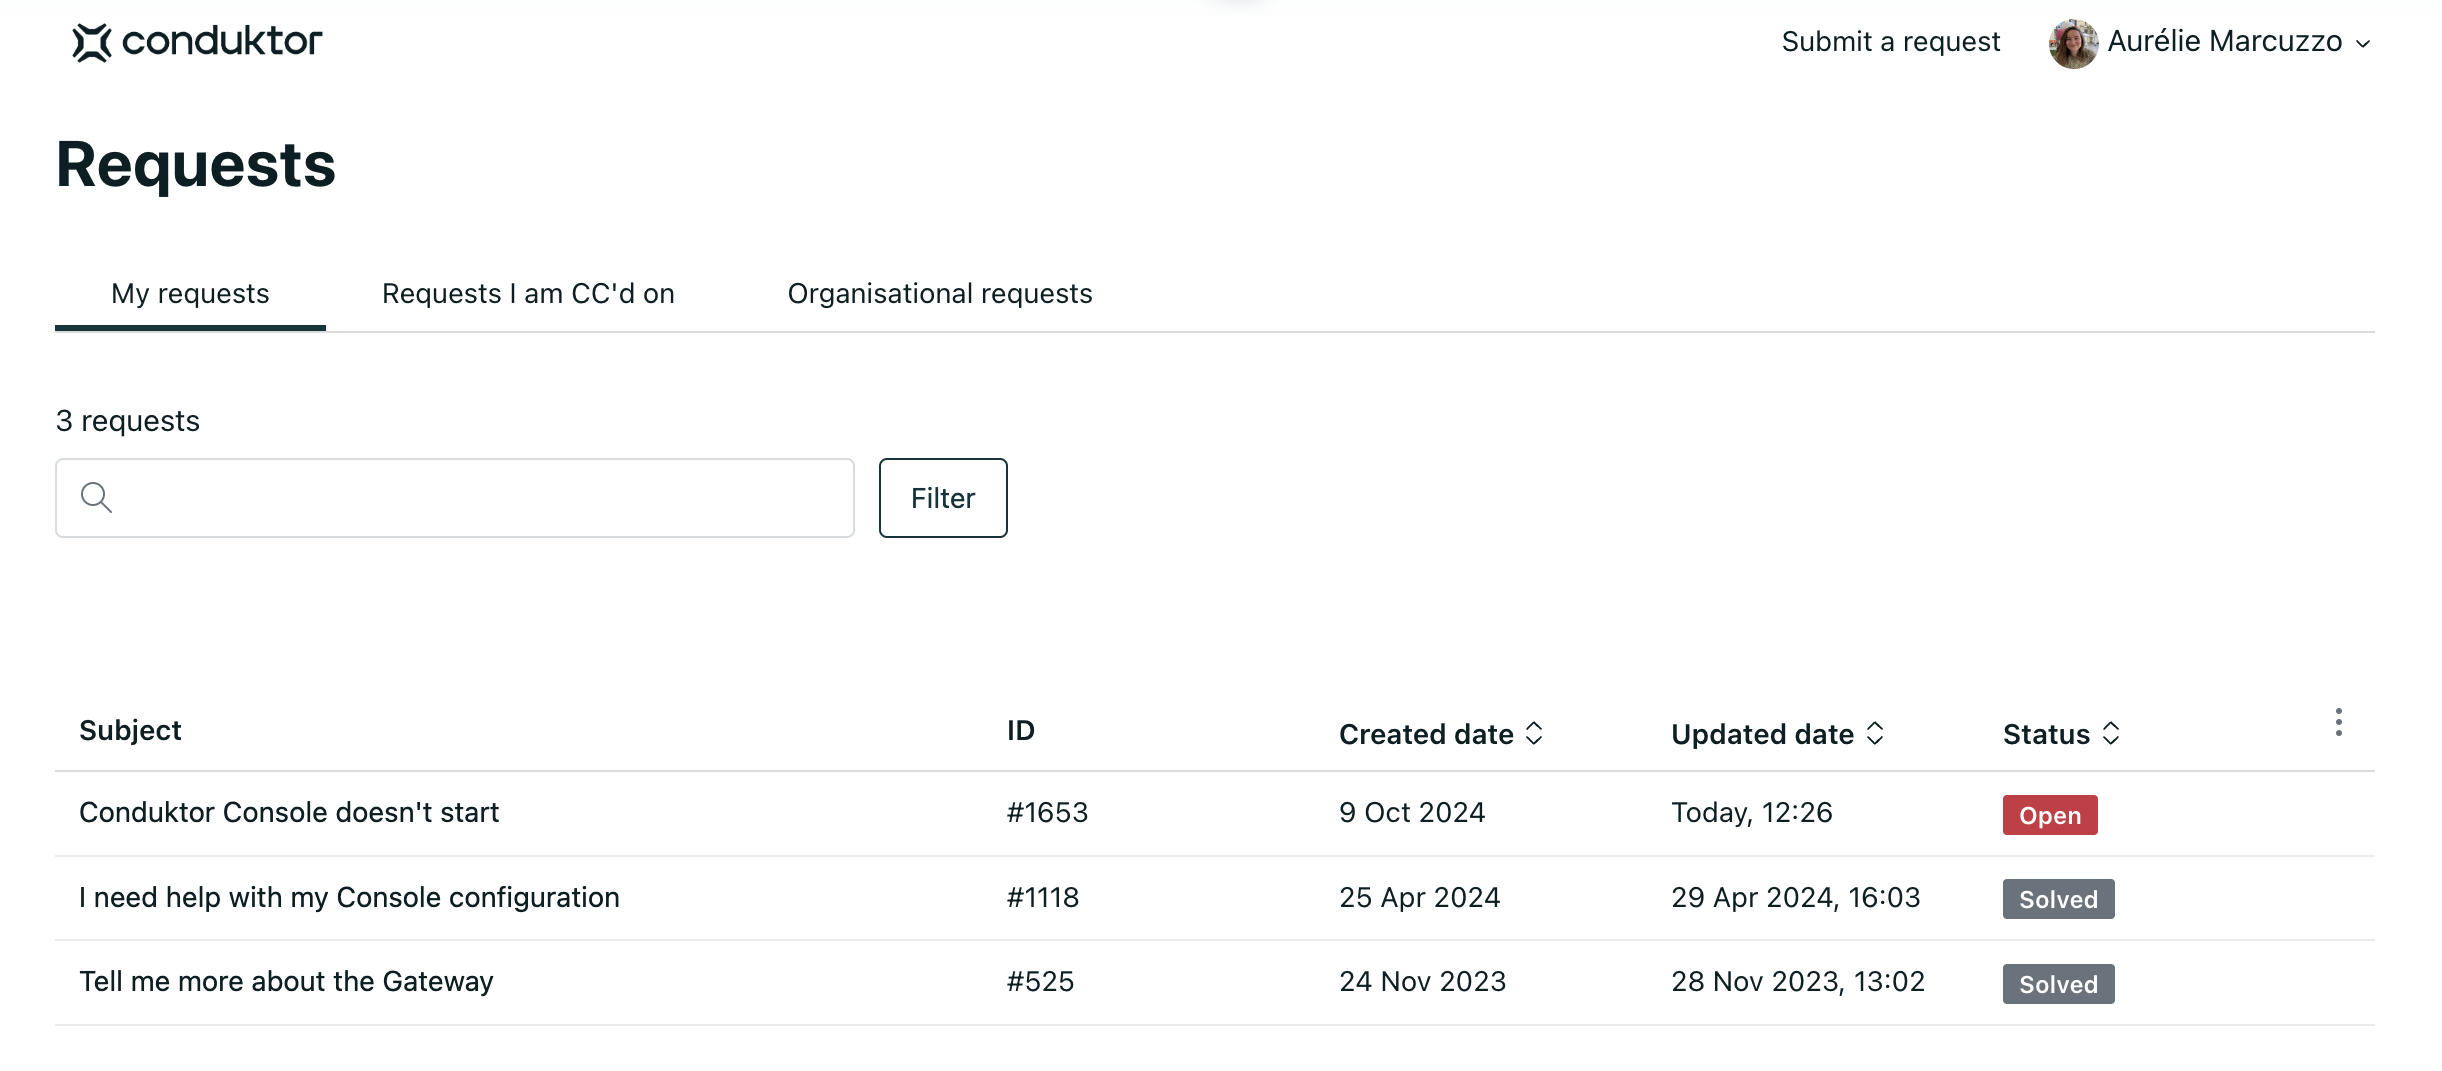 conduktor
Submit a request
Aurélie Marcuzzo
Requests
My requests
Requests I am CC'd on
Organisational requests
3 requests
Filter
Subject ID Created date Updated date Status
Conduktor Console doesn't start #1653 9 Oct 2024 Today, 12:26 Open
I need help with my Console configuration #1118 25 Apr 2024 29 Apr 2024, 16:03 Solved
Tell me more about the Gateway #525 24 Nov 2023 28 Nov 2023, 13:02 Solved